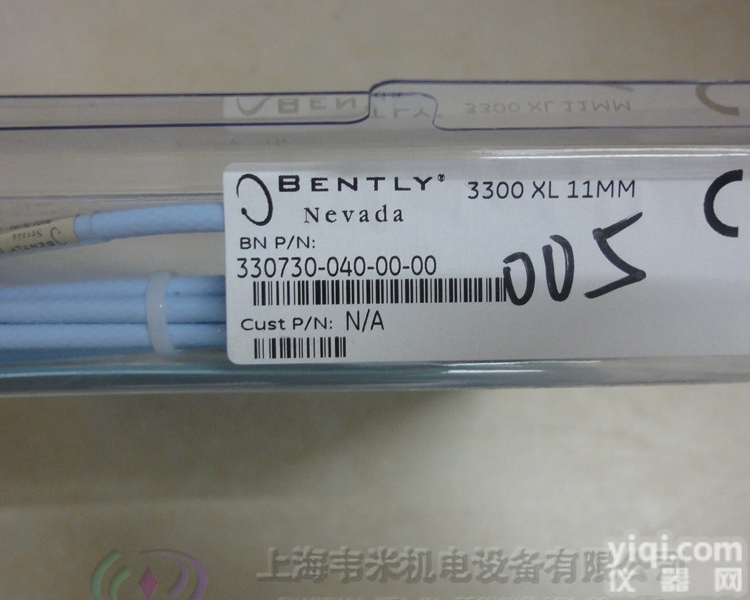 BENTLY® 3300 XL 11MM
Nevada
BN P/N:
330730-040-00-00
005
Cust P/N: N/A
BENTLY
上海韦米机电设备有限公司
yiqi.com
仪器网